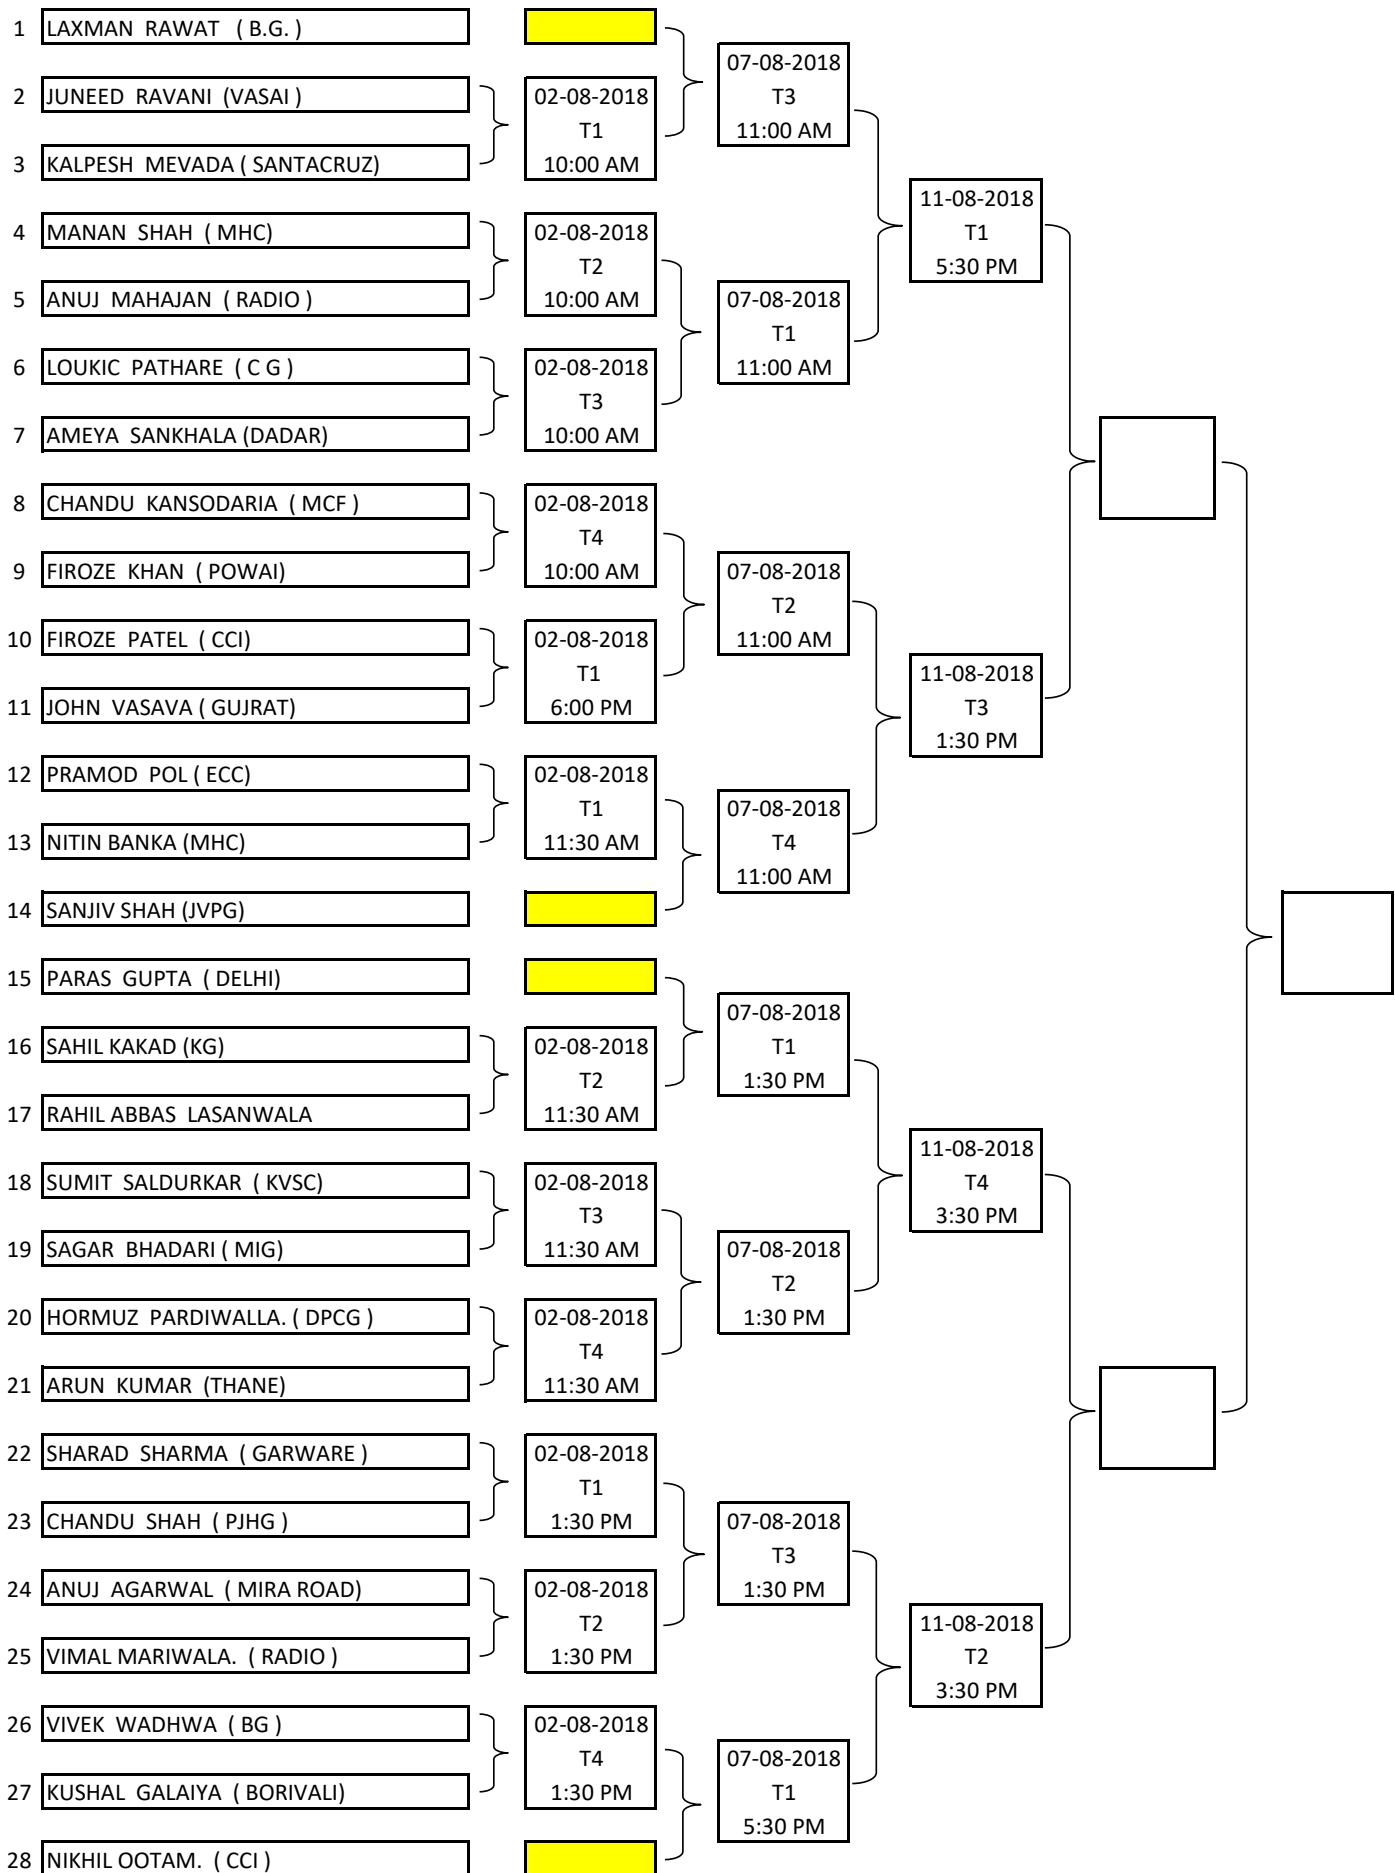 1 LAXMAN RAWAT ( B.G. )
07-08-2018
2 JUNEED RAVANI (VASAI ) 02-08-2018 T3
T1 11:00 AM
3 KALPESH MEVADA ( SANTACRUZ) 10:00 AM
11-08-2018
4 MANAN SHAH ( MHC) 02-08-2018 T1
T2 5:30 PM
5 ANUJ MAHAJAN ( RADIO ) 10:00 AM 07-08-2018
T1
6 LOUKIC PATHARE ( C G ) 02-08-2018 11:00 AM
T3
7 AMEYA SANKHALA (DADAR) 10:00 AM
8 CHANDU KANSODARIA ( MCF ) 02-08-2018
T4
9 FIROZE KHAN ( POWAI) 10:00 AM 07-08-2018
T2
10 FIROZE PATEL ( CCI) 02-08-2018 11:00 AM
T1 11-08-2018
11 JOHN VASAVA ( GUJRAT) 6:00 PM T3
1:30 PM
12 PRAMOD POL ( ECC) 02-08-2018
T1 07-08-2018
13 NITIN BANKA (MHC) 11:30 AM T4
11:00 AM
14 SANJIV SHAH (JVPG)
15 PARAS GUPTA ( DELHI)
07-08-2018
16 SAHIL KAKAD (KG) 02-08-2018 T1
T2 1:30 PM
17 RAHIL ABBAS LASANWALA 11:30 AM
11-08-2018
18 SUMIT SALDURKAR ( KVSC) 02-08-2018 T4
T3 3:30 PM
19 SAGAR BHADARI ( MIG) 11:30 AM 07-08-2018
T2
20 HORMUZ PARDIWALLA. ( DPCG ) 02-08-2018 1:30 PM
T4
21 ARUN KUMAR (THANE) 11:30 AM
22 SHARAD SHARMA ( GARWARE ) 02-08-2018
T1
23 CHANDU SHAH ( PJHG ) 1:30 PM 07-08-2018
T3
24 ANUJ AGARWAL ( MIRA ROAD) 02-08-2018 1:30 PM
T2 11-08-2018
25 VIMAL MARIWALA. ( RADIO ) 1:30 PM T2
3:30 PM
26 VIVEK WADHWA ( BG ) 02-08-2018
T4 07-08-2018
27 KUSHAL GALAIYA ( BORIVALI) 1:30 PM T1
5:30 PM
28 NIKHIL OOTAM. ( CCI )